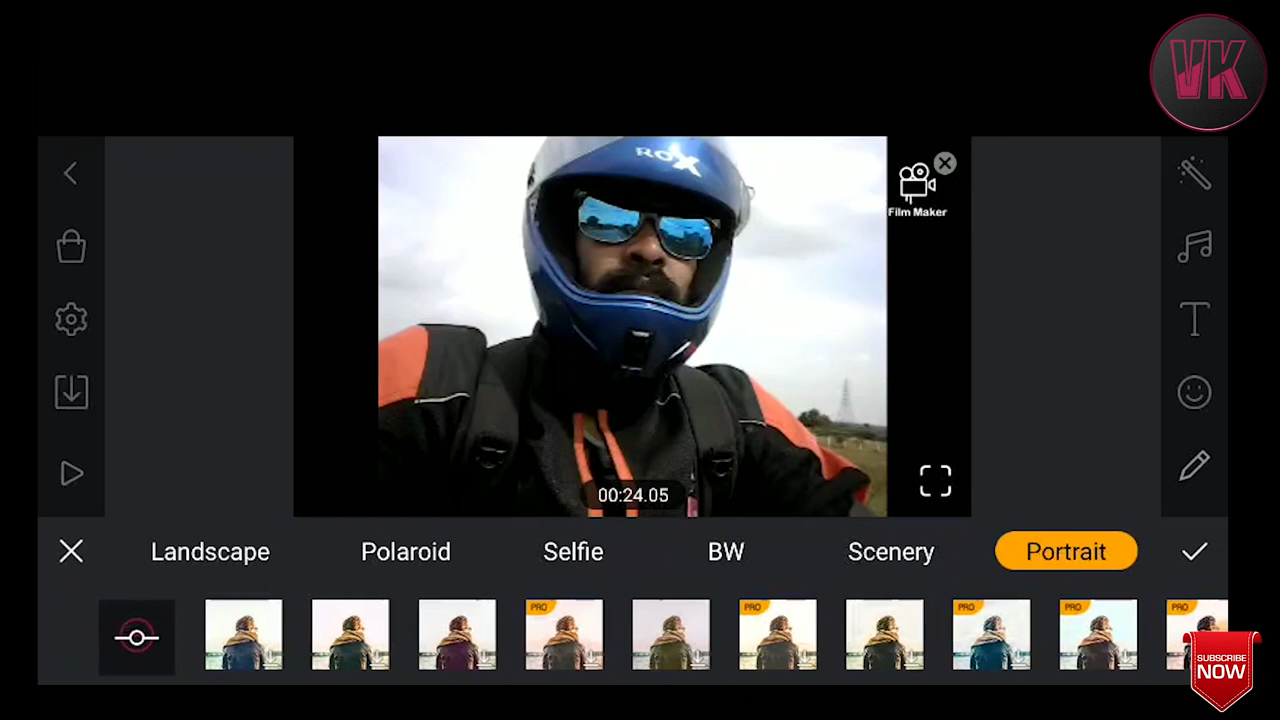 VK
ROX
Film Maker
00:24.05
Landscape
Polaroid
Selfie
BW
Scenery
Portrait
PRO
PRO
PRO
PRO
PRO
SUBSCRIBE
NOW